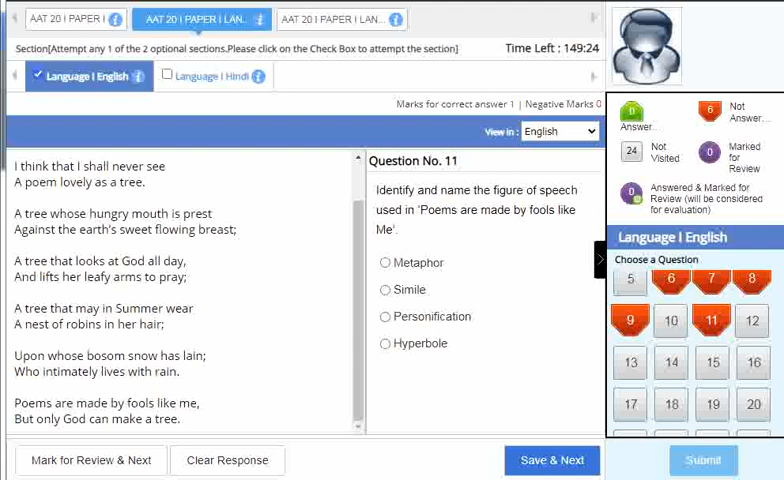 AAT 20 I PAPER I
AAT 20 I PAPER I LAN..
AAT 20 I PAPER I LAN...
Section[Attempt any 1 of the 2 optional sections.Please click on the Check Box to attempt the section]
Time Left : 149:24
Language I English
Language I Hindi
Marks for correct answer 1 | Negative Marks 0
View in :
English
I think that I shall never see
A poem lovely as a tree.
A tree whose hungry mouth is prest
Against the earth's sweet flowing breast;
A tree that looks at God all day,
And lifts her leafy arms to pray;
A tree that may in Summer wear
A nest of robins in her hair;
Upon whose bosom snow has lain;
Who intimately lives with rain.
Poems are made by fools like me,
But only God can make a tree.
Question No. 11
Identify and name the figure of speech
used in 'Poems are made by fools like
Me'.
Metaphor
Simile
Personification
Hyperbole
Mark for Review & Next
Clear Response
Save & Next
0
Answer...
6
Not
Answer...
24
Not
Visited
0
Marked
for
Review
0
Answered & Marked for
Review (will be considered
for evaluation)
Language I English
Choose a Question
5 6 7 8
9 10 11 12
13 14 15 16
17 18 19 20
Submit